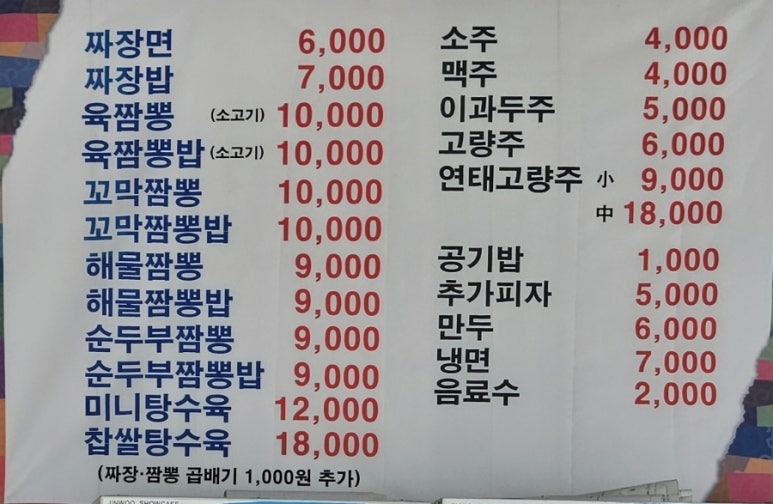 짜장면 6,000
짜장밥 7,000
육짬뽕 (소고기) 10,000
육짬뽕밥 (소고기) 10,000
꼬막짬뽕 10,000
꼬막짬뽕밥 10,000
해물짬뽕 9,000
해물짬뽕밥 9,000
순두부짬뽕 9,000
순두부짬뽕밥 9,000
미니탕수육 12,000
찹쌀탕수육 18,000
(짜장·짬뽕 곱배기 1,000원 추가)
소주 4,000
맥주 4,000
이과두주 5,000
고량주 6,000
연태고량주 小 9,000
中 18,000
공기밥 1,000
추가피자 5,000
만두 6,000
냉면 7,000
음료수 2,000
JINWOO SHOWCASE